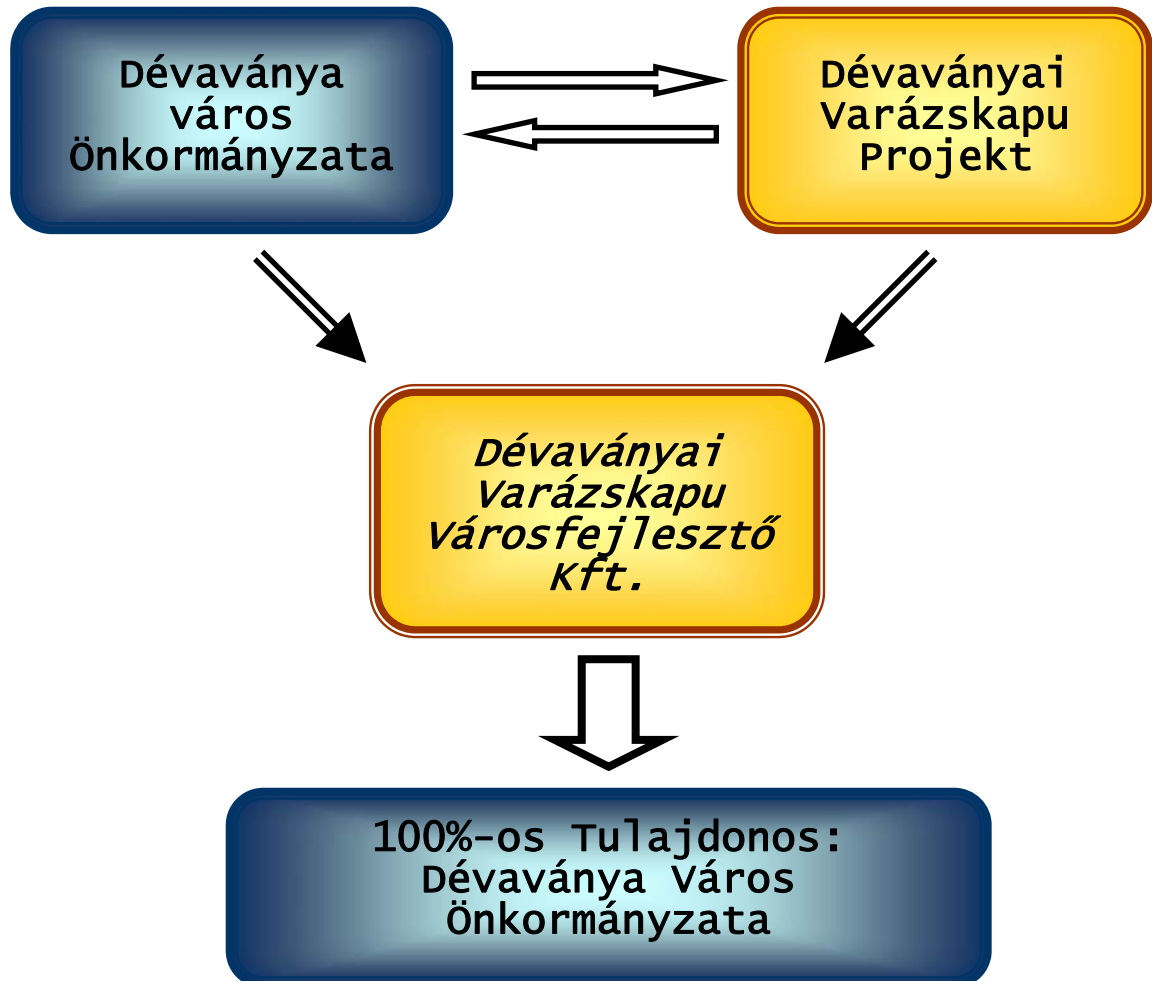 Dévaványa
város
Önkormányzata
Dévaványai
Varázskapu
Projekt
Dévaványai
Varázskapu
Városfejlesztő
Kft.
100%-os Tulajdonos:
Dévaványa Város
Önkormányzata